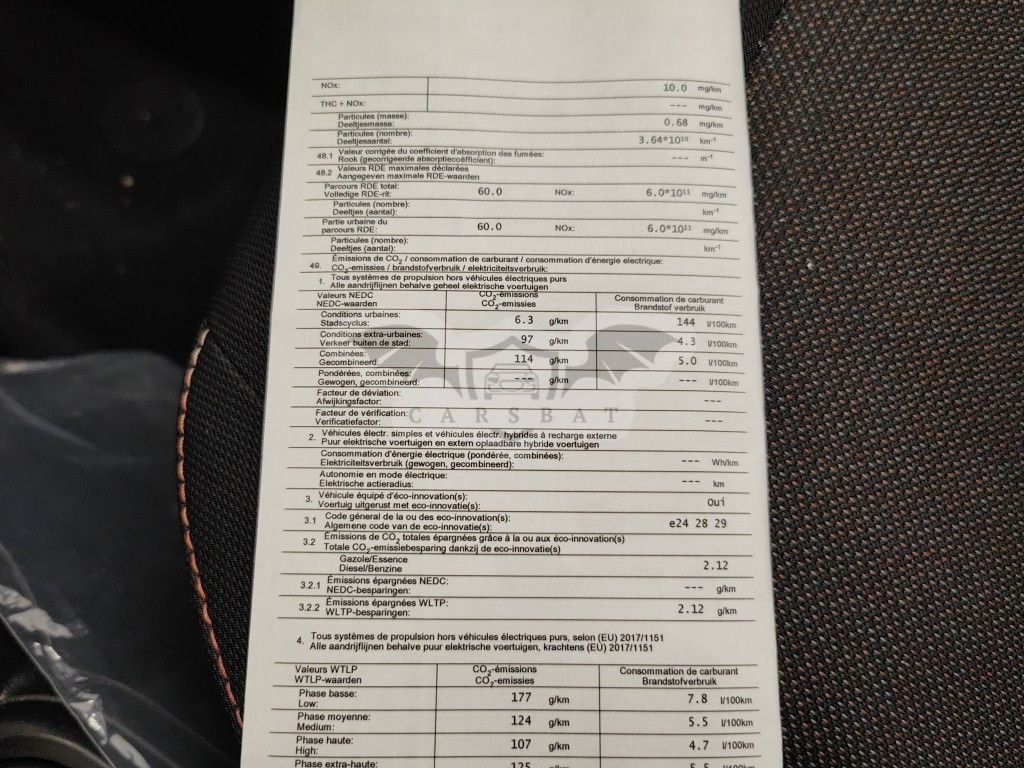 NOx: 10.0 mg/km
THC + NOx: --- mg/km
Particules (masse):
Deeltjesmassa: 0.68 mg/km
Particules (nombre):
Deeltjesaantal: 3.64*10¹⁰ km⁻¹
48.1 Valeur corrigée du coefficient d'absorption des fumées:
Rook (gecorrigeerde absorptiecoëfficient): --- m⁻¹
48.2 Valeurs RDE maximales déclarées
Aangegeven maximale RDE-waarden
Parcours RDE total:
Volledige RDE-rit: 60.0 NOx: 6.0*10¹¹ mg/km
Particules (nombre):
Deeltjes (aantal): km⁻¹
Partie urbaine du
parcours RDE: 60.0 NOx: 6.0*10¹¹ mg/km
Particules (nombre):
Deeltjes (aantal): km⁻¹
49. Émissions de CO₂ / consommation de carburant / consommation d'énergie électrique:
CO₂-emissies / brandstofverbruik / elektriciteitsverbruik:
1. Tous systèmes de propulsion hors véhicules électriques purs
Alle aandrijflijnen behalve geheel elektrische voertuigen
Valeurs NEDC CO₂-émissions Consommation de carburant
NEDC-waarden CO₂-emissies Brandstof verbruik
Conditions urbaines:
Stadscyclus: 6.3 g/km 144 l/100km
Conditions extra-urbaines:
Verkeer buiten de stad: 97 g/km 4.3 l/100km
Combinées:
Gecombineerd: 114 g/km 5.0 l/100km
Pondérées, combinées:
Gewogen, gecombineerd: --- g/km --- l/100km
Facteur de déviation:
Afwijkingsfactor: ---
Facteur de vérification:
Verificatiefactor: ---
CARSBAT
2. Véhicules électr. simples et véhicules électr. hybrides à recharge externe
Puur elektrische voertuigen en extern oplaadbare hybride voertuigen
Consommation d'énergie électrique (pondérée, combinées):
Elektriciteitsverbruik (gewogen, gecombineerd): --- Wh/km
Autonomie en mode électrique:
Elektrische actieradius: --- km
3. Véhicule équipé d'éco-innovation(s):
Voertuig uitgerust met eco-innovatie(s): Oui
3.1 Code général de la ou des eco-innovation(s):
Algemene code van de eco-innovatie(s): e24 28 29
3.2 Émissions de CO₂ totales épargnées grâce à la ou aux éco-innovation(s)
Totale CO₂-emissiebesparing dankzij de eco-innovatie(s)
Gazole/Essence
Diesel/Benzine 2.12
3.2.1 Émissions épargnées NEDC:
NEDC-besparingen: --- g/km
3.2.2 Émissions épargnées WLTP:
WLTP-besparingen: 2.12 g/km
4. Tous systèmes de propulsion hors véhicules électriques purs, selon (EU) 2017/1151
Alle aandrijflijnen behalve puur elektrische voertuigen, krachtens (EU) 2017/1151
Valeurs WTLP CO₂-émissions Consommation de carburant
WTLP-waarden CO₂-emissies Brandstofverbruik
Phase basse:
Low: 177 g/km 7.8 l/100km
Phase moyenne:
Medium: 124 g/km 5.5 l/100km
Phase haute:
High: 107 g/km 4.7 l/100km
Phase extra-haute: 125 g/km 5.5 l/100km